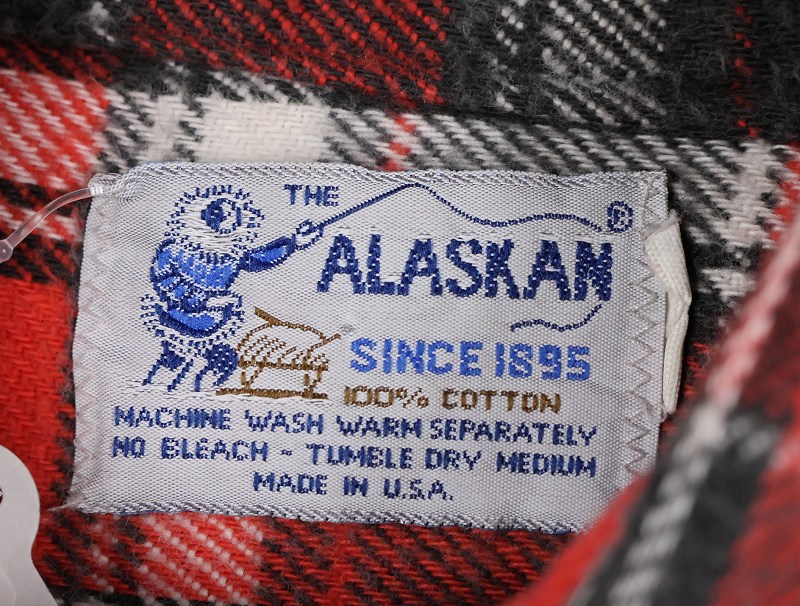 THE
ALASKAN®
SINCE 1895
100% COTTON
MACHINE WASH WARM SEPARATELY
NO BLEACH - TUMBLE DRY MEDIUM
MADE IN U.S.A.